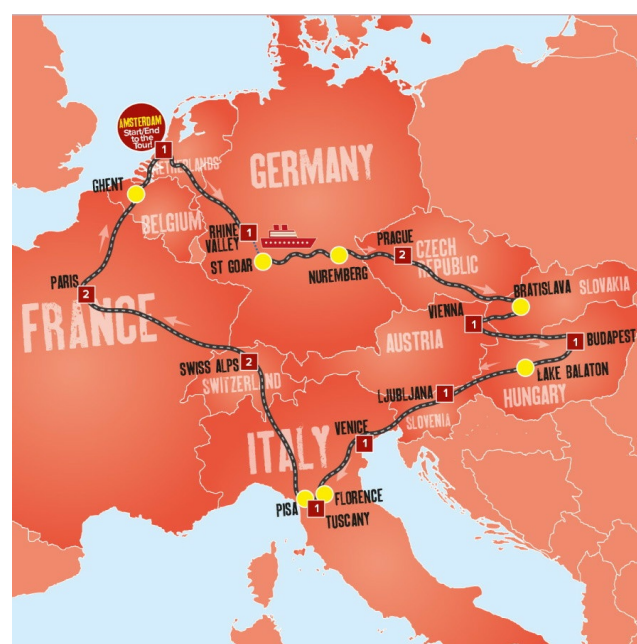 AMSTERDAM
Start/End
to the
Tour!
1
NETHERLANDS
GHENT
BELGIUM
GERMANY
RHINE
VALLEY
1
ST GOAR
NUREMBERG
PRAGUE
2
CZECH
REPUBLIC
BRATISLAVA
SLOVAKIA
PARIS
2
FRANCE
VIENNA
1
AUSTRIA
1
BUDAPEST
SWISS ALPS
2
SWITZERLAND
LAKE BALATON
HUNGARY
LJUBLJANA
1
SLOVENIA
ITALY
VENICE
1
PISA
FLORENCE
1
TUSCANY